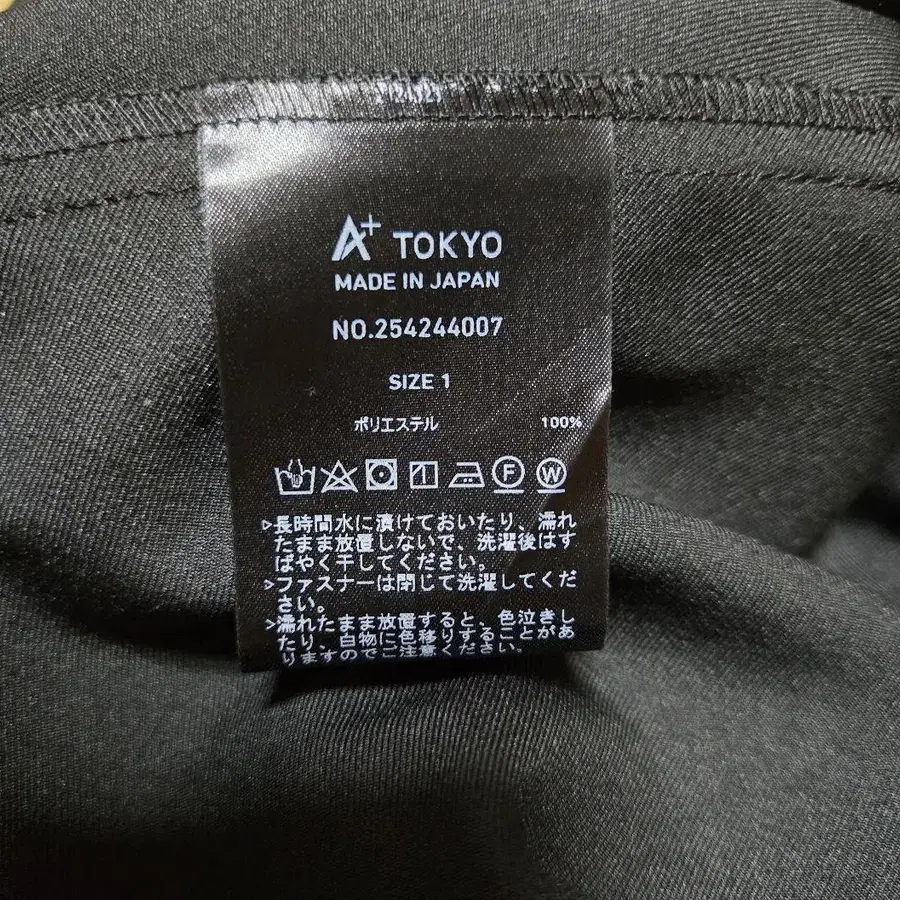 A+ TOKYO
MADE IN JAPAN
NO.254244007
SIZE 1
ポリエステル 100%
F W
>長時間水に漬けておいたり、濡れ
たまま放置しないで、洗濯後はす
ばやく干してください。
>ファスナーは閉じて洗濯してくだ
さい。
>濡れたまま放置すると、色泣きし
たり、白物に色移りすることがあ
りますのでご注意ください。